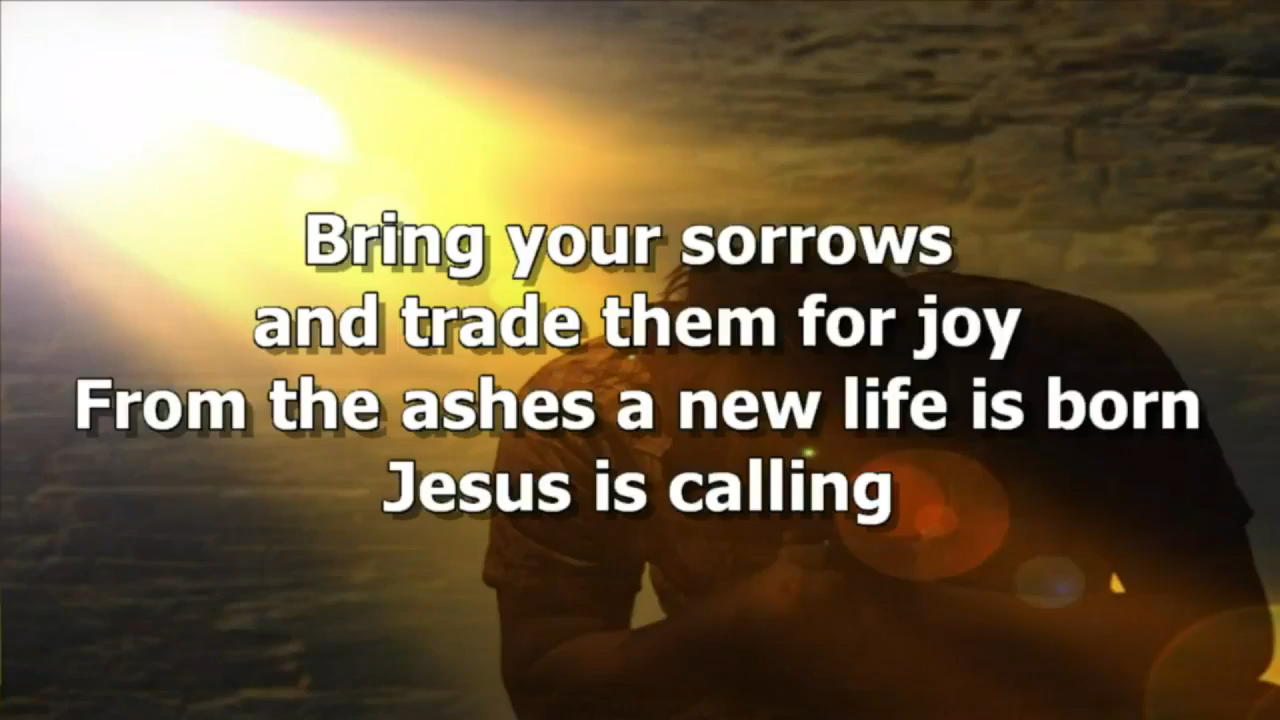 Bring your sorrows
and trade them for joy
From the ashes a new life is born
Jesus is calling